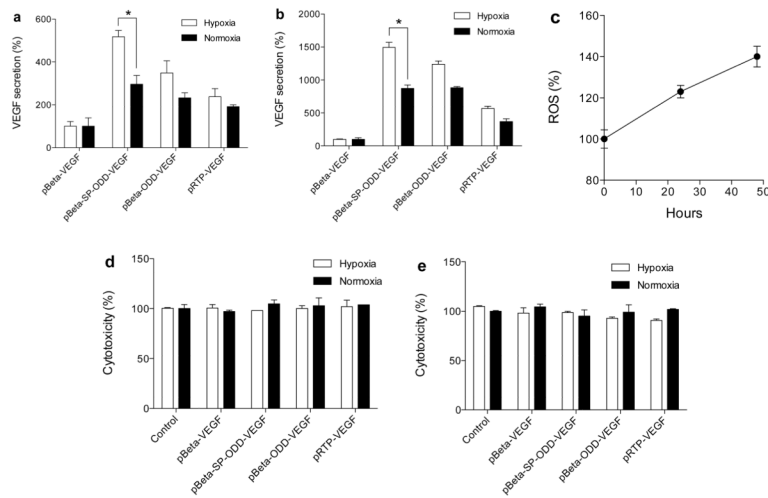 a
VEGF secretion (%)
600
400
200
0
Hypoxia
Normoxia
*
pBeta-VEGF
pBeta-SP-ODD-VEGF
pBeta-ODD-VEGF
pRTP-VEGF
b
VEGF secretion (%)
2000
1500
1000
500
0
Hypoxia
Normoxia
*
pBeta-VEGF
pBeta-SP-ODD-VEGF
pBeta-ODD-VEGF
pRTP-VEGF
c
ROS (%)
160
140
120
100
80
0 10 20 30 40 50
Hours
d
Cytotoxicity (%)
150
100
50
0
Hypoxia
Normoxia
Control
pBeta-VEGF
pBeta-SP-ODD-VEGF
pBeta-ODD-VEGF
pRTP-VEGF
e
Cytotoxicity (%)
150
100
50
0
Hypoxia
Normoxia
Control
pBeta-VEGF
pBeta-SP-ODD-VEGF
pBeta-ODD-VEGF
pRTP-VEGF